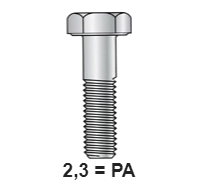 2,3 = PA